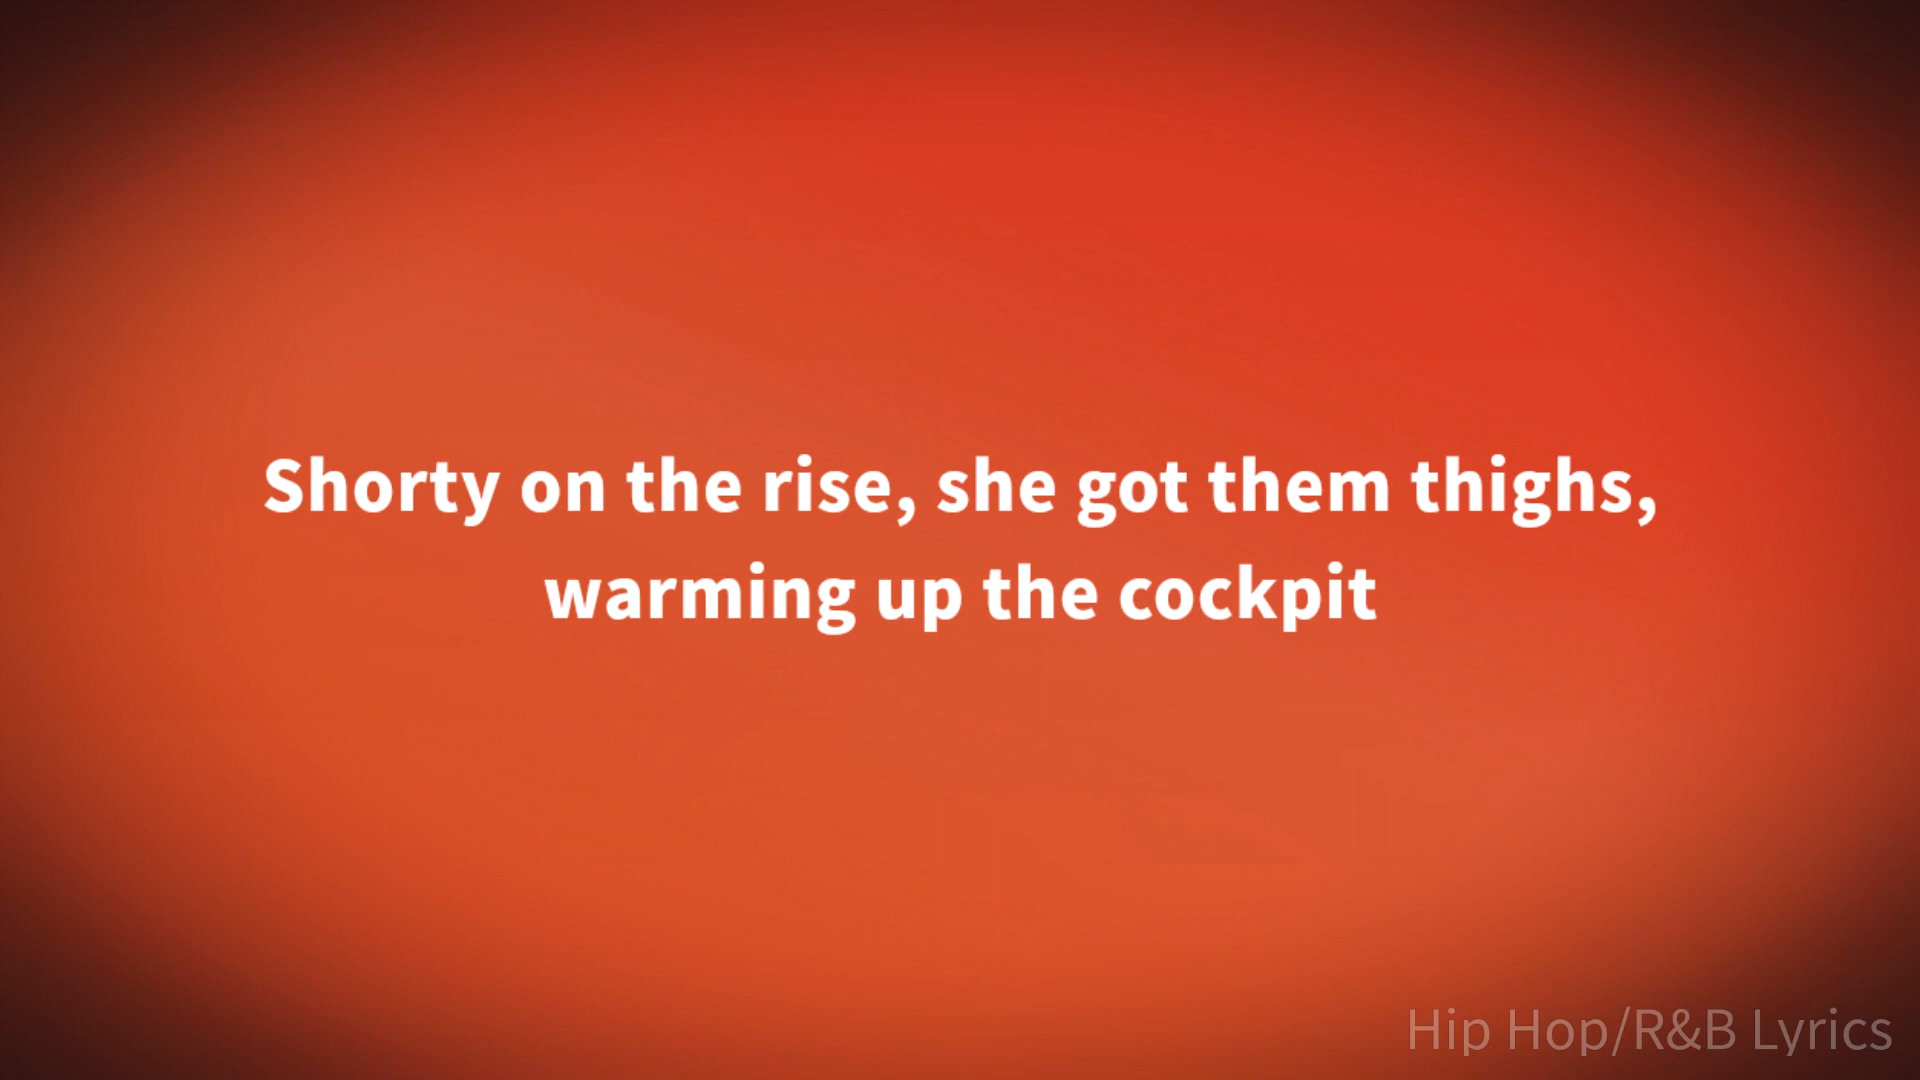 Shorty on the rise, she got them thighs,
warming up the cockpit
Hip Hop/R&B Lyrics